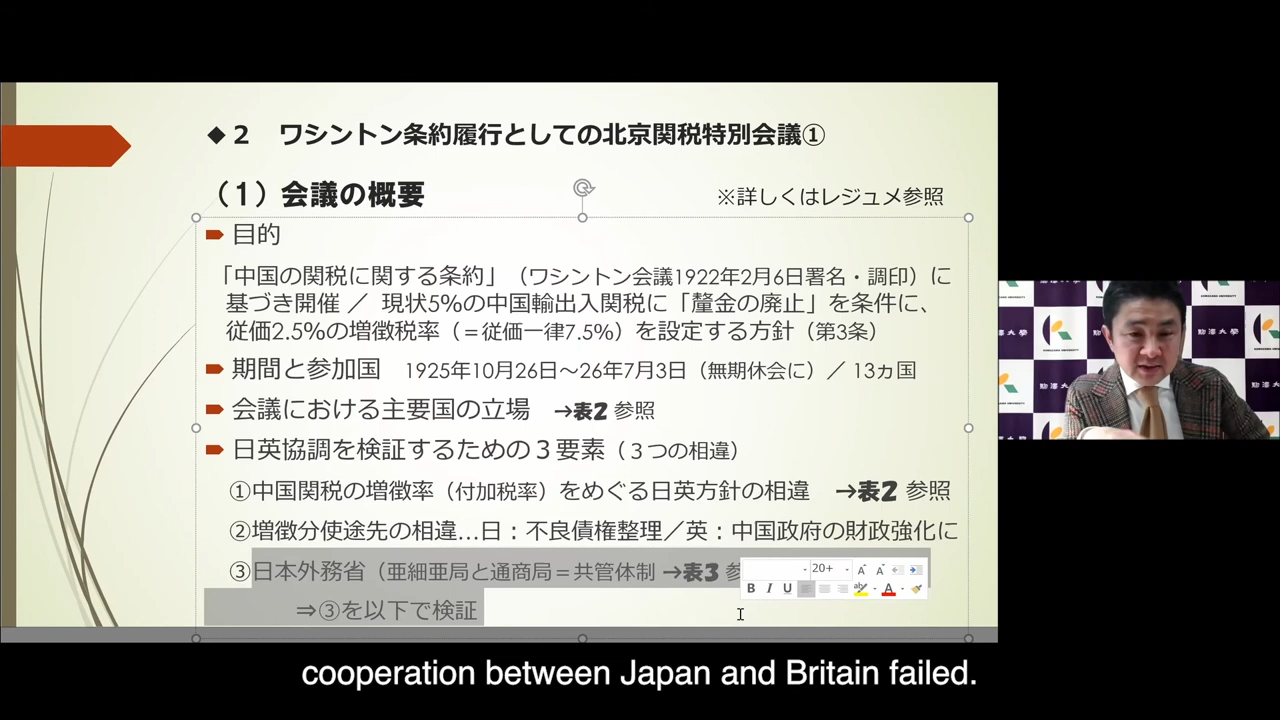 ◆２　ワシントン条約履行としての北京関税特別会議①
（１）会議の概要　※詳しくはレジュメ参照
目的
「中国の関税に関する条約」（ワシントン会議1922年2月6日署名・調印）に
基づき開催 ／ 現状5%の中国輸出入関税に「釐金の廃止」を条件に、
従価2.5%の増徴税率（＝従価一律7.5%）を設定する方針（第3条）
期間と参加国　1925年10月26日～26年7月3日（無期休会に）／ 13ヵ国
会議における主要国の立場　→表2 参照
日英協調を検証するための３要素（３つの相違）
①中国関税の増徴率（付加税率）をめぐる日英方針の相違　→表2 参照
②増徴分使途先の相違…日：不良債権整理／英：中国政府の財政強化に
③日本外務省（亜細亜局と通商局＝共管体制 →表3 参
20+
B I U
⇒③を以下で検証
駒澤大學
KOMAZAWA UNIVERSITY
cooperation between Japan and Britain failed.